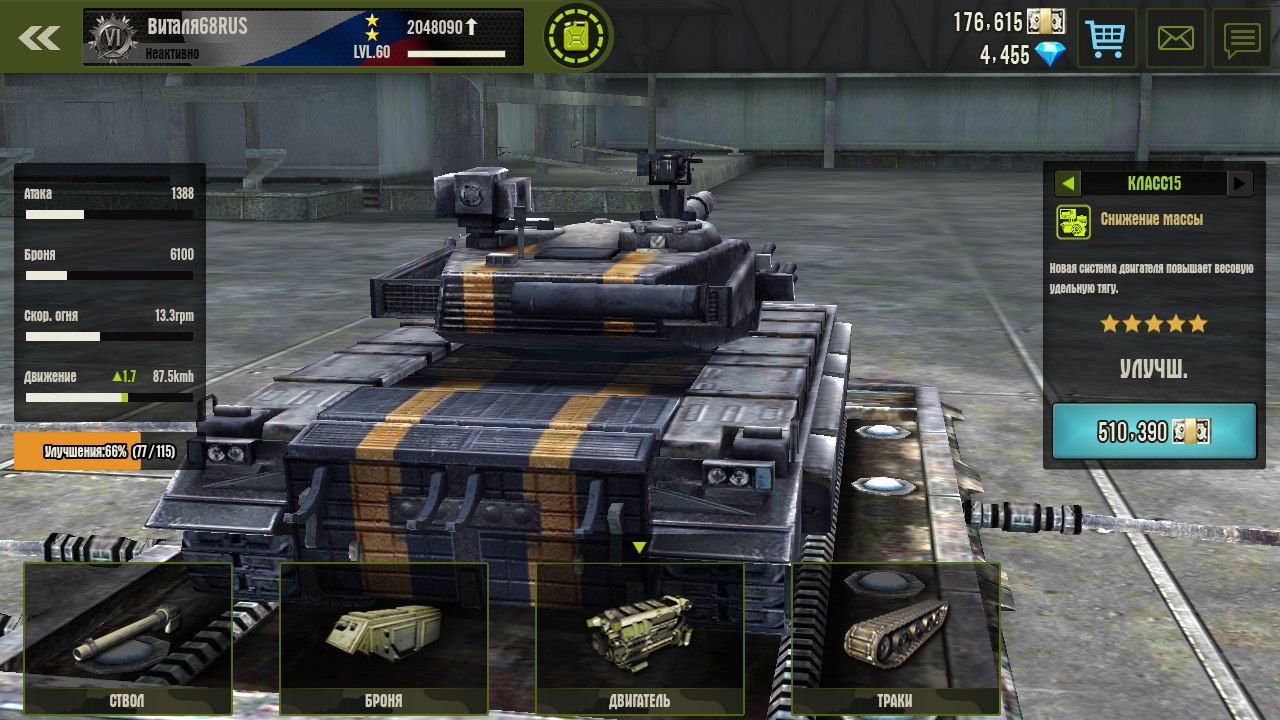 VI
Виталя68RUS
Неактивно
LVL.60
2048090
176,615
4,455
Атака 1388
Броня 6100
Скор. огня 13.3rpm
Движение 1.7 87.5kmh
Улучшения:66% (77 / 115)
КЛАСС15
Снижение массы
Новая система двигателя повышает весовую
удельную тягу.
УЛУЧШ.
510,390
СТВОЛ
БРОНЯ
ДВИГАТЕЛЬ
ТРАКИ